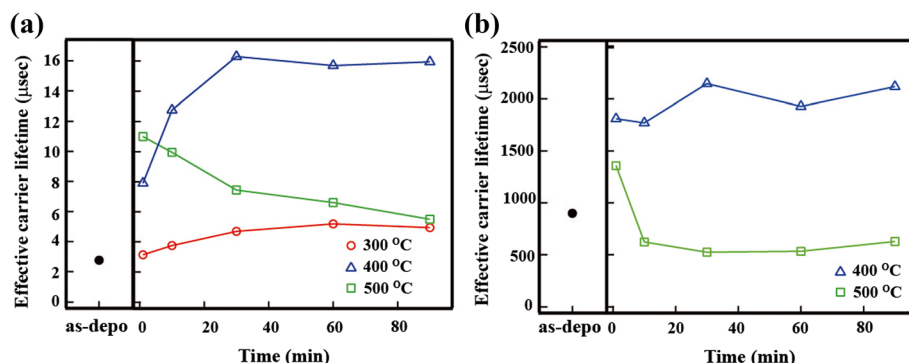 (a)
Effective carrier lifetime (μsec)
16
14
12
10
8
6
4
2
0
300 °C
400 °C
500 °C
as-depo
0
20
40
60
80
Time (min)
(b)
Effective carrier lifetime (μsec)
2500
2000
1500
1000
500
0
400 °C
500 °C
as-depo
0
20
40
60
80
Time (min)